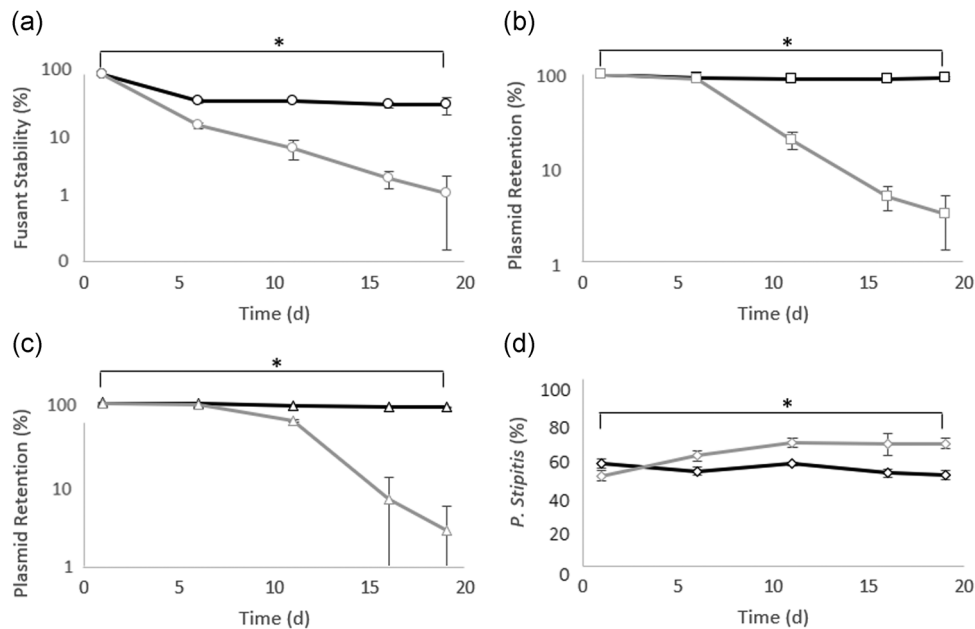 (a)
*
100
10
1
0
Fusant Stability (%)
0 5 10 15 20
Time (d)
(b)
*
100
10
1
Plasmid Retention (%)
0 5 10 15 20
Time (d)
(c)
*
100
10
1
Plasmid Retention (%)
0 5 10 15 20
Time (d)
(d)
*
100
80
60
40
20
0
P. Stipitis (%)
0 5 10 15 20
Time (d)